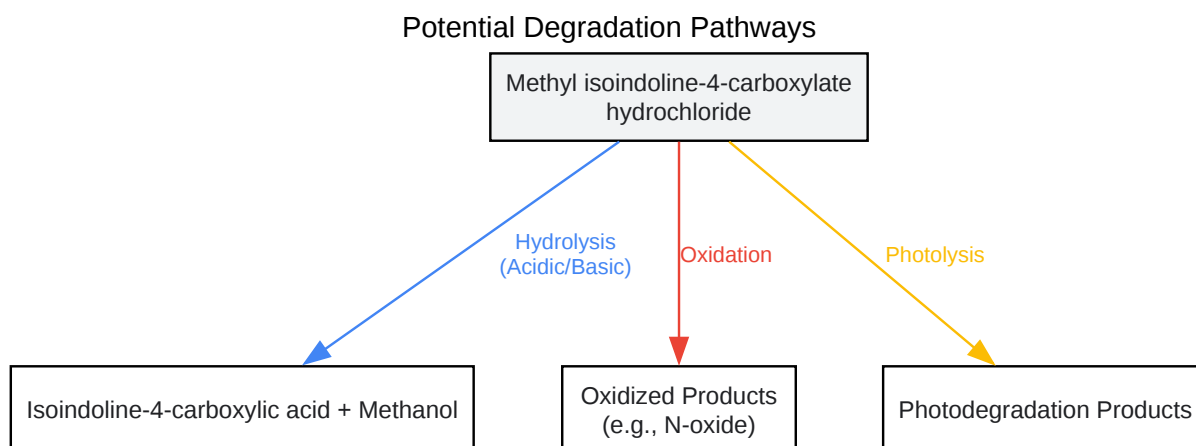 Potential Degradation Pathways
Methyl isoindoline-4-carboxylate
hydrochloride
Hydrolysis
(Acidic/Basic)
Oxidation
Photolysis
Isoindoline-4-carboxylic acid + Methanol
Oxidized Products
(e.g., N-oxide)
Photodegradation Products